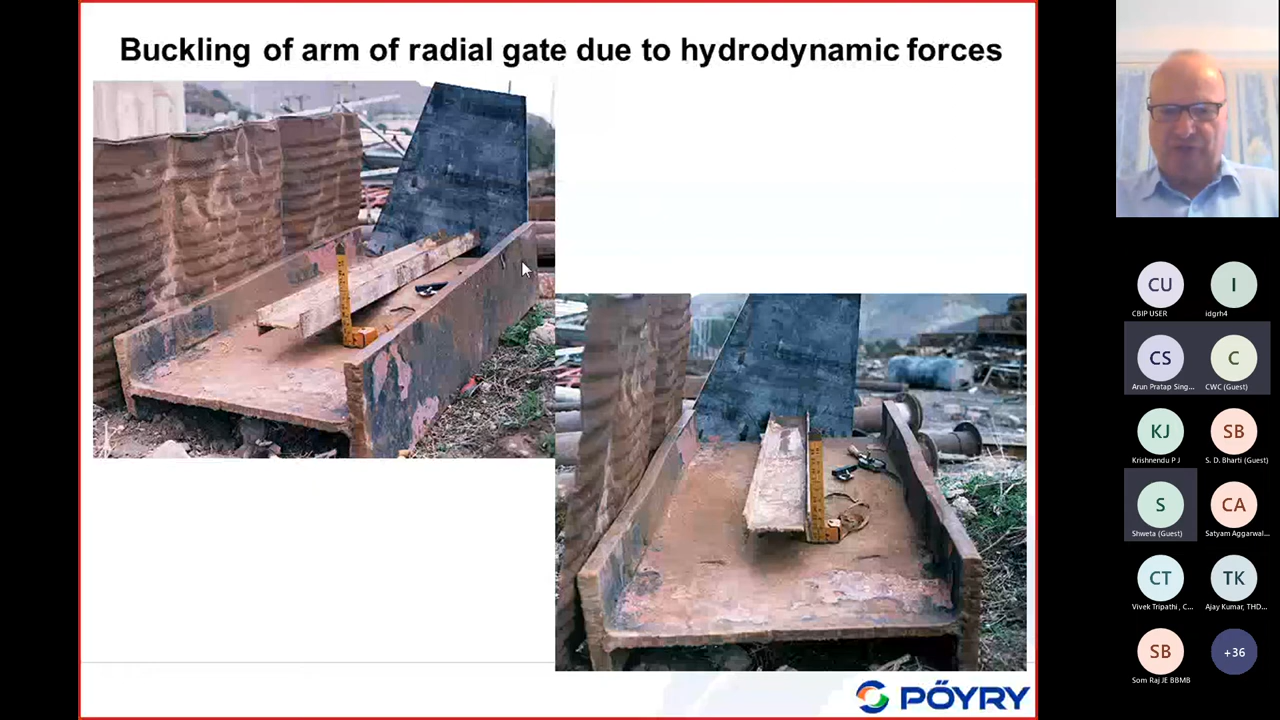 Buckling of arm of radial gate due to hydrodynamic forces
CU
CBIP USER
I
idgrh4
CS
Arun Pratap Sing...
C
CWC (Guest)
KJ
Krishnendu P J
SB
S. D. Bharti (Guest)
S
Shweta (Guest)
CA
Satyam Aggarwal...
CT
Vivek Tripathi , C...
TK
Ajay Kumar, THD...
SB
Som Raj JE BBMB
+36
PÖYRY